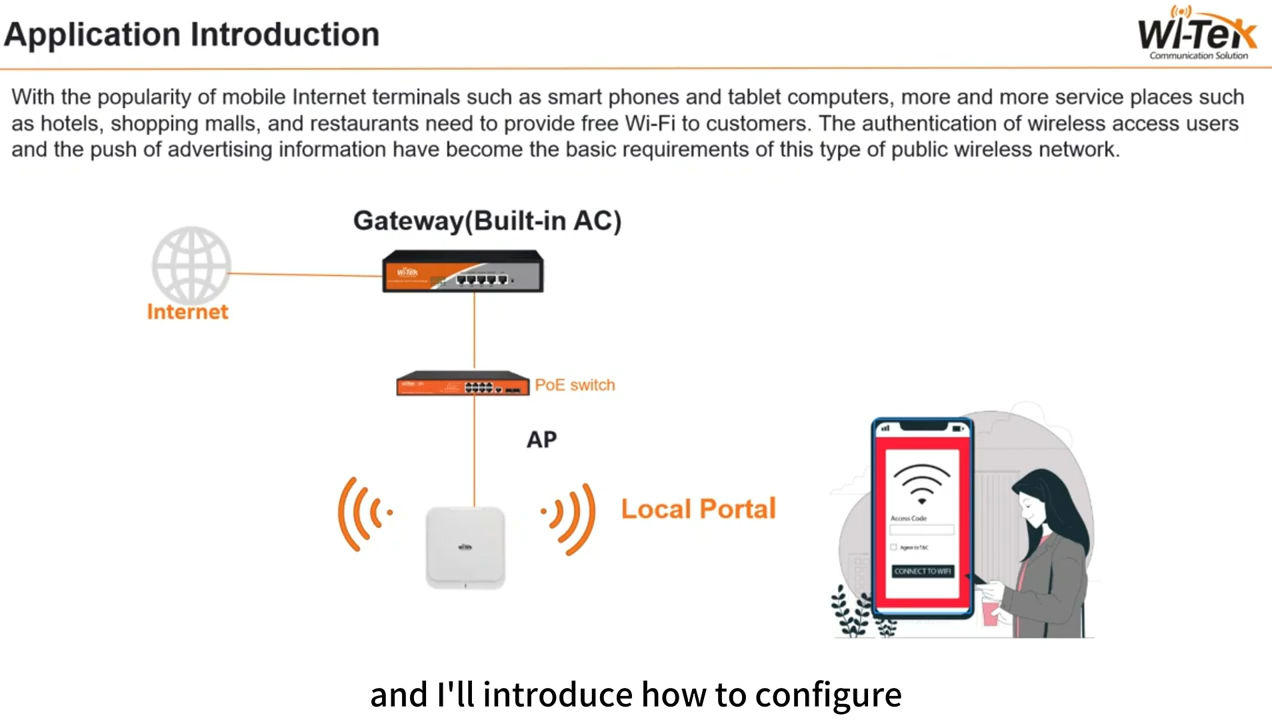 Application Introduction
Wi-Tek
Communication Solution
With the popularity of mobile Internet terminals such as smart phones and tablet computers, more and more service places such
as hotels, shopping malls, and restaurants need to provide free Wi-Fi to customers. The authentication of wireless access users
and the push of advertising information have become the basic requirements of this type of public wireless network.
Gateway(Built-in AC)
Wi-Tek
Internet
PoE switch
AP
Local Portal
Wi-Tek
Access Code
Agree to T&C
CONNECT TO WIFI
and I'll introduce how to configure